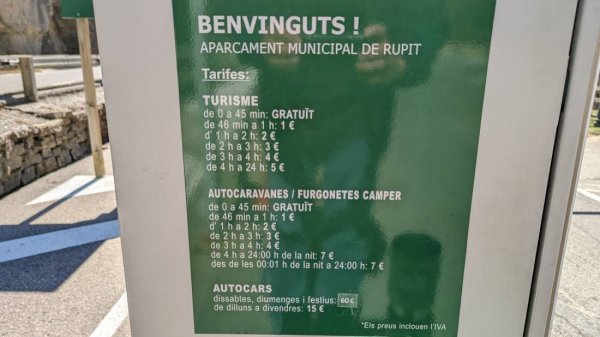 BENVINGUTS !
APARCAMENT MUNICIPAL DE RUPIT
Tarifes:
TURISME
de 0 a 45 min: GRATUÏT
de 46 min a 1 h: 1 €
d' 1 h a 2 h: 2 €
de 2 h a 3 h: 3 €
de 3 h a 4 h: 4 €
de 4 h a 24 h: 5 €
AUTOCARAVANES / FURGONETES CAMPER
de 0 a 45 min: GRATUÏT
de 46 min a 1 h: 1 €
d' 1 h a 2 h: 2 €
de 2 h a 3 h: 3 €
de 3 h a 4 h: 4 €
de 4 h a 24:00 h de la nit: 7 €
des de les 00:01 h de la nit a 24:00 h: 7 €
AUTOCARS
dissabtes, diumenges i festius: 60 €
de dilluns a divendres: 15 €
*Els preus inclouen l'IVA